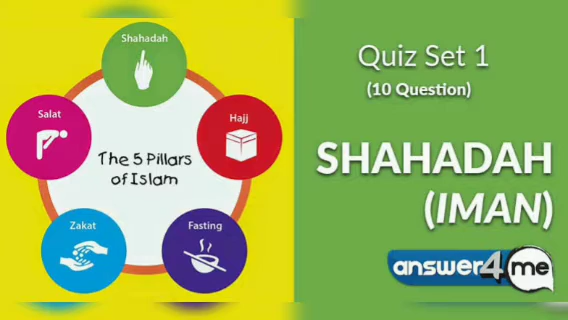 Shahadah
Salat
Hajj
The 5 Pillars
of Islam
Zakat
Fasting
Quiz Set 1
(10 Question)
SHAHADAH
(IMAN)
answer4me